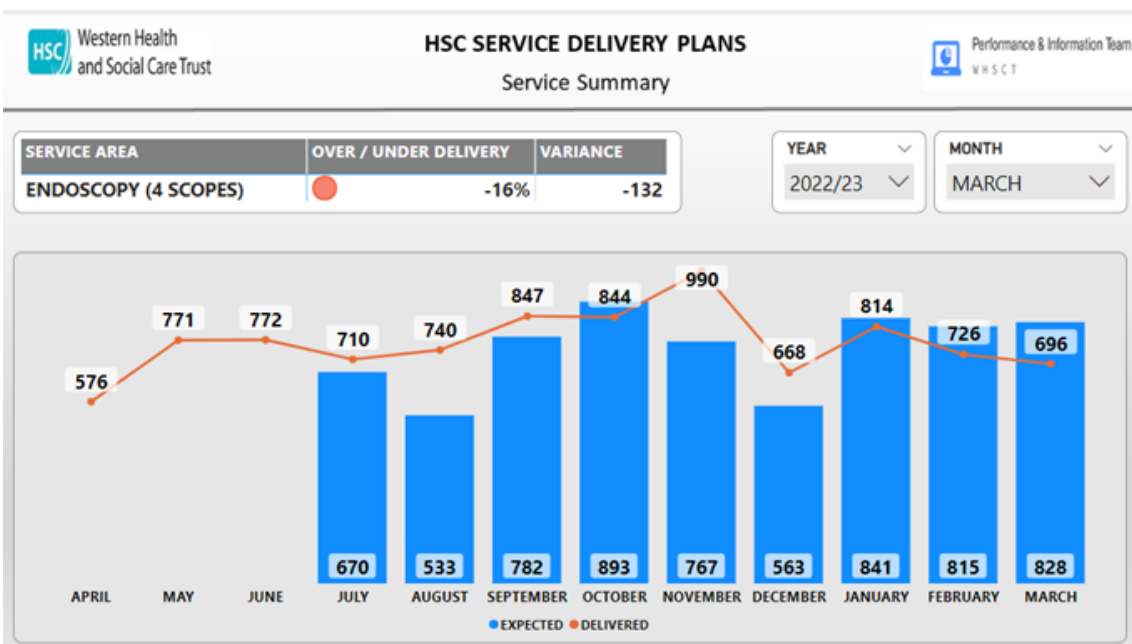 HSC
Western Health
and Social Care Trust
HSC SERVICE DELIVERY PLANS
Service Summary
Performance & Information Team
WHSCT
SERVICE AREA OVER / UNDER DELIVERY VARIANCE
ENDOSCOPY (4 SCOPES) -16% -132
YEAR
2022/23
MONTH
MARCH
576 771 772 710 740 847 844 990 668 814 726 696
670 533 782 893 767 563 841 815 828
APRIL MAY JUNE JULY AUGUST SEPTEMBER OCTOBER NOVEMBER DECEMBER JANUARY FEBRUARY MARCH
EXPECTED DELIVERED